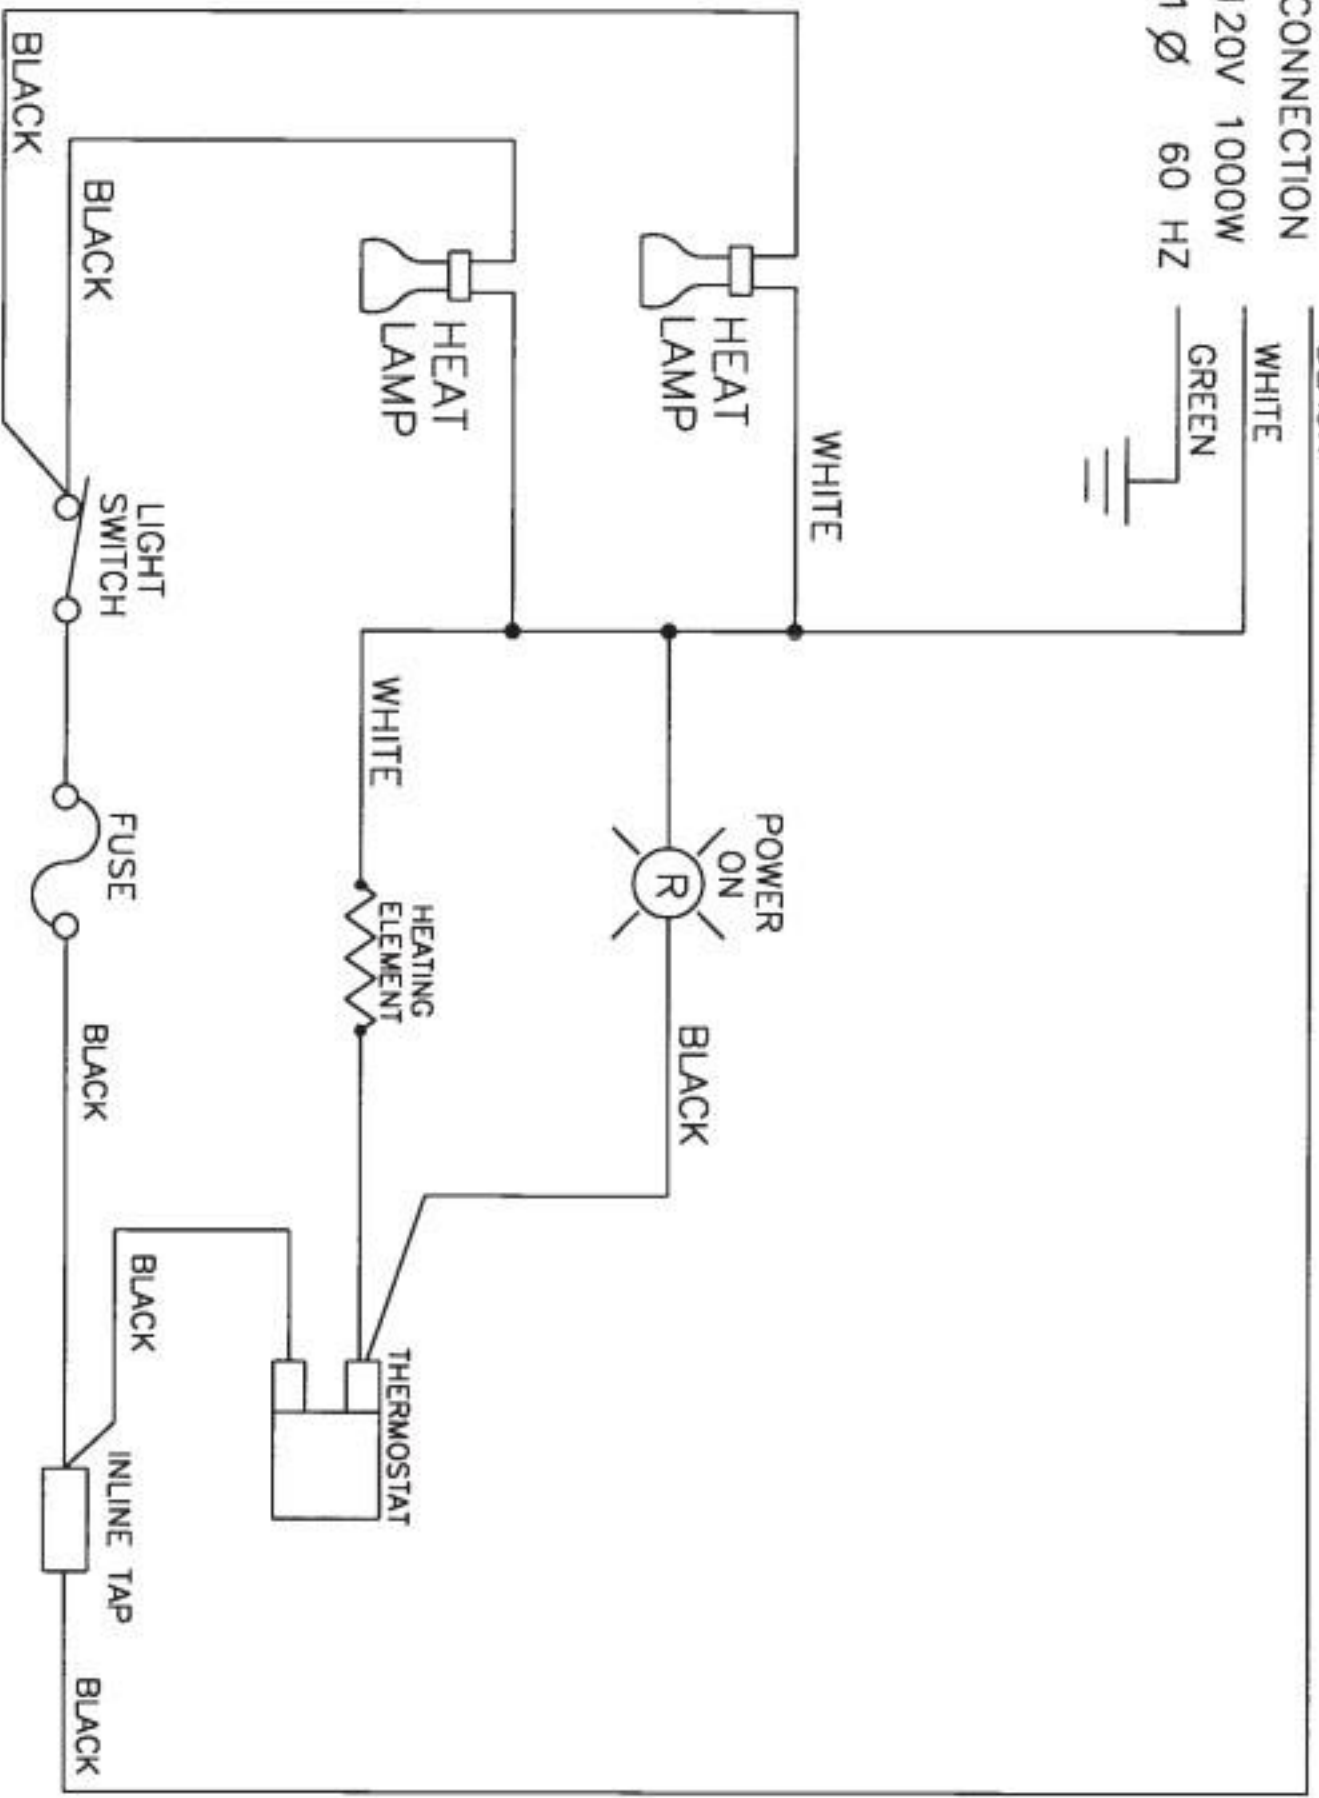 CONNECTION
120V 1000W
1 Ø 60 HZ
WHITE
GREEN
WHITE
HEAT
LAMP
HEAT
LAMP
POWER
ON
R
BLACK
WHITE
HEATING
ELEMENT
THERMOSTAT
BLACK
BLACK
LIGHT
SWITCH
FUSE
BLACK
BLACK
INLINE TAP
BLACK